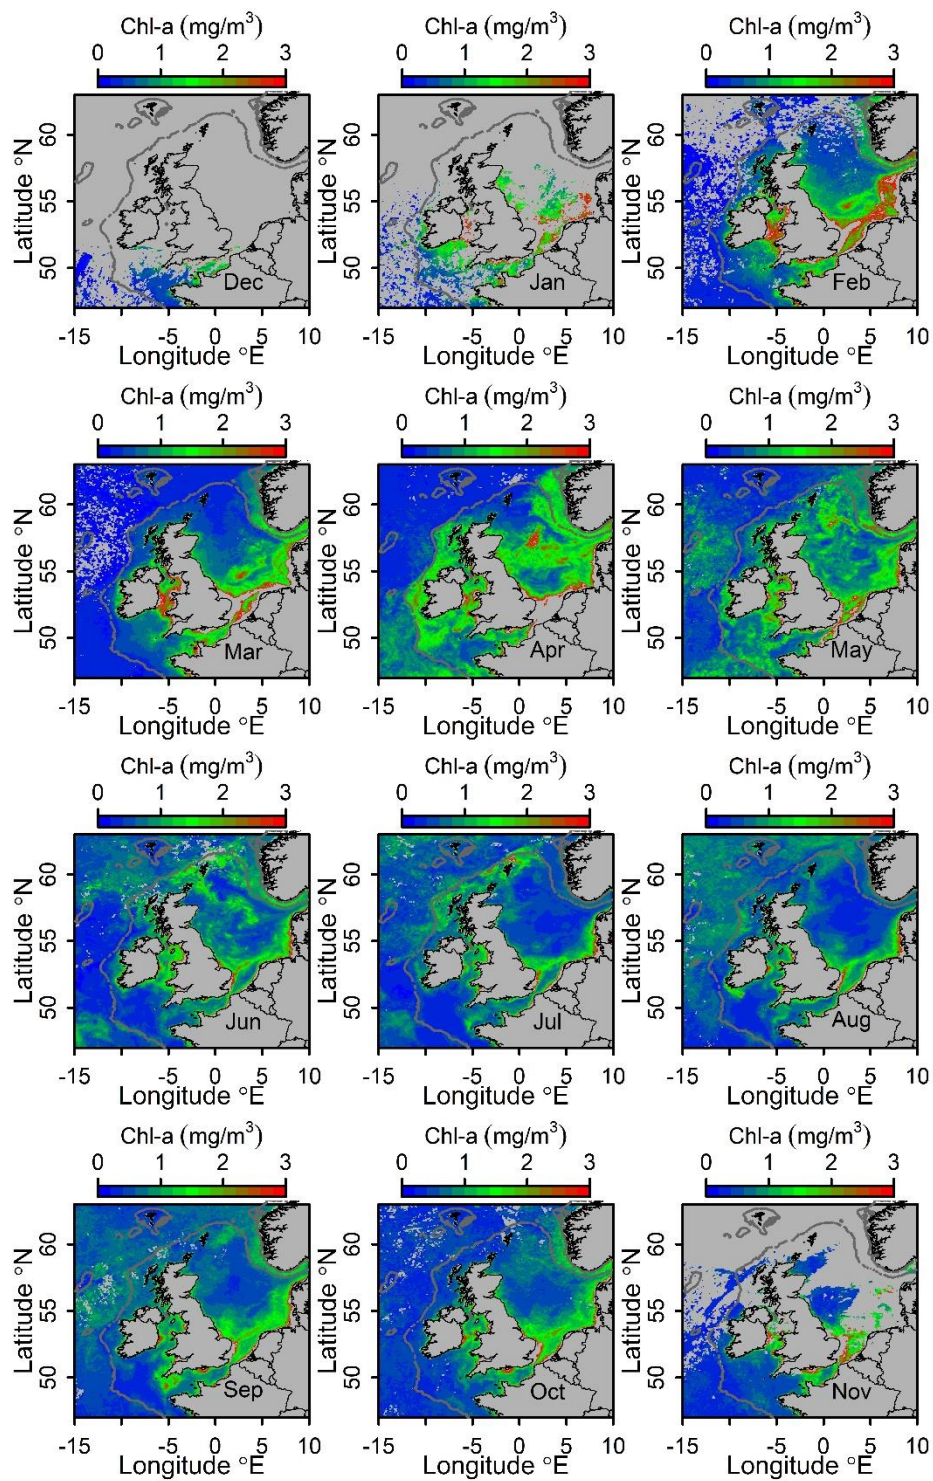 Chl-a (mg/m³) Chl-a (mg/m³) Chl-a (mg/m³)
0 1 2 3 0 1 2 3 0 1 2 3
Latitude °N Latitude °N Latitude °N
60 60 60
55 55 55
50 50 50
Dec Jan Feb
-15 -5 0 5 10 -15 -5 0 5 10 -15 -5 0 5 10
Longitude °E Longitude °E Longitude °E
Chl-a (mg/m³) Chl-a (mg/m³) Chl-a (mg/m³)
0 1 2 3 0 1 2 3 0 1 2 3
Latitude °N Latitude °N Latitude °N
60 60 60
55 55 55
50 50 50
Mar Apr May
-15 -5 0 5 10 -15 -5 0 5 10 -15 -5 0 5 10
Longitude °E Longitude °E Longitude °E
Chl-a (mg/m³) Chl-a (mg/m³) Chl-a (mg/m³)
0 1 2 3 0 1 2 3 0 1 2 3
Latitude °N Latitude °N Latitude °N
60 60 60
55 55 55
50 50 50
Jun Jul Aug
-15 -5 0 5 10 -15 -5 0 5 10 -15 -5 0 5 10
Longitude °E Longitude °E Longitude °E
Chl-a (mg/m³) Chl-a (mg/m³) Chl-a (mg/m³)
0 1 2 3 0 1 2 3 0 1 2 3
Latitude °N Latitude °N Latitude °N
60 60 60
55 55 55
50 50 50
Sep Oct Nov
-15 -5 0 5 10 -15 -5 0 5 10 -15 -5 0 5 10
Longitude °E Longitude °E Longitude °E